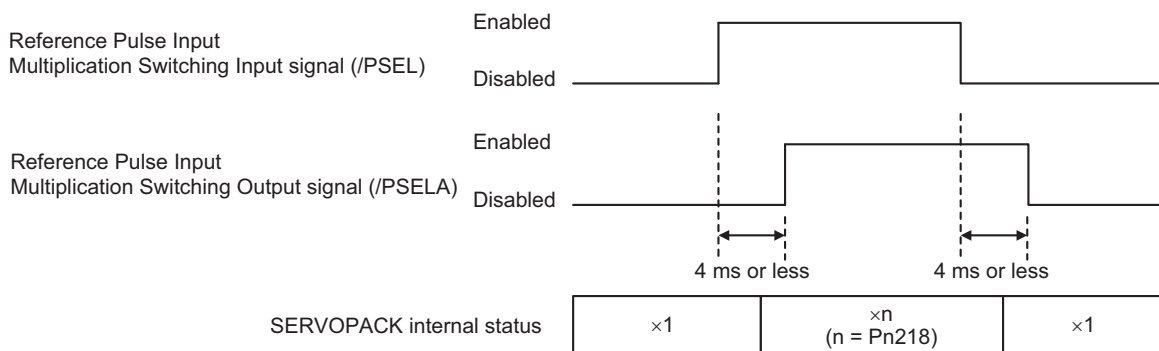 Reference Pulse Input
Multiplication Switching Input signal (/PSEL)
Enabled
Disabled
Reference Pulse Input
Multiplication Switching Output signal (/PSELA)
Enabled
Disabled
4 ms or less
4 ms or less
SERVOPACK internal status
×1
×n
(n = Pn218)
×1